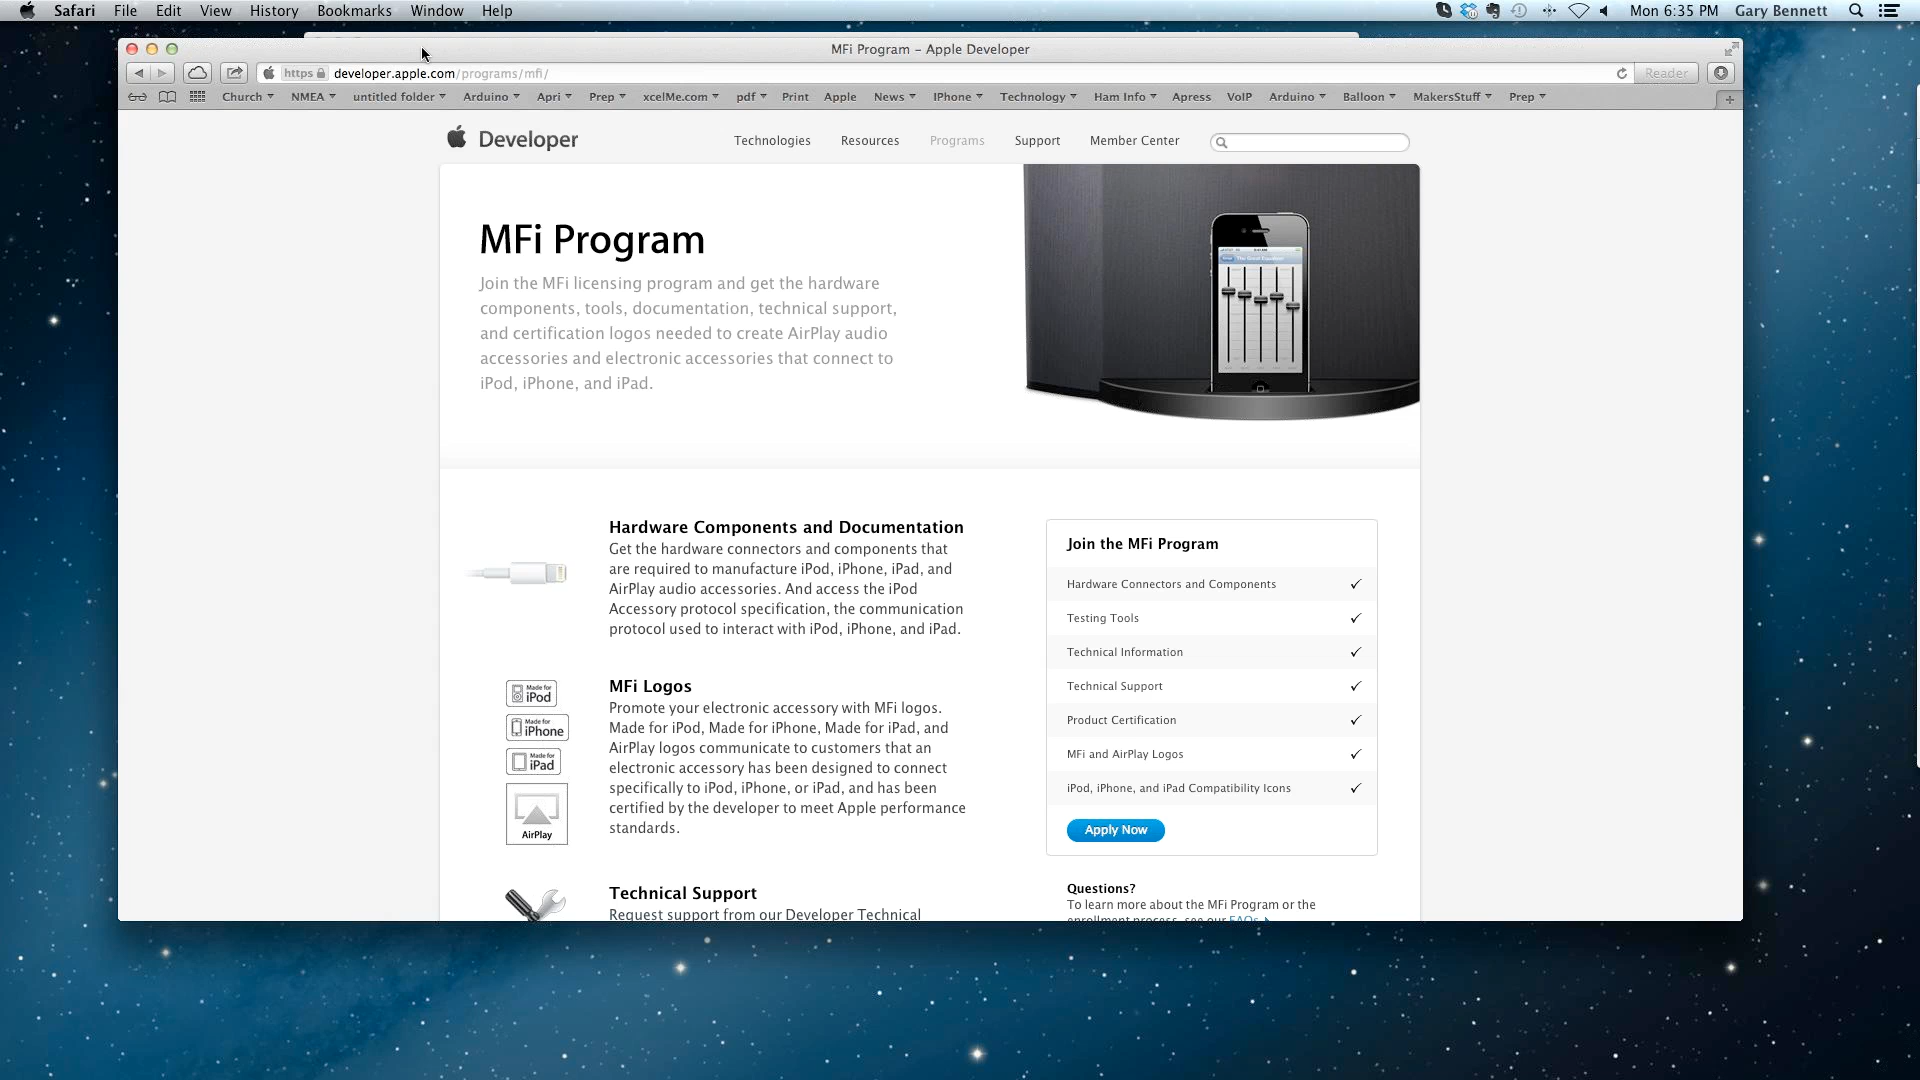 Safari File Edit View History Bookmarks Window Help Mon 6:35 PM Gary Bennett
MFi Program – Apple Developer
https developer.apple.com/programs/mfi/ Reader
Church NMEA untitled folder Arduino Apri Prep xcelMe.com pdf Print Apple News IPhone Technology Ham Info Apress VoIP Arduino Balloon MakersStuff Prep
Developer Technologies Resources Programs Support Member Center
MFi Program
Join the MFi licensing program and get the hardware
components, tools, documentation, technical support,
and certification logos needed to create AirPlay audio
accessories and electronic accessories that connect to
iPod, iPhone, and iPad.
Hardware Components and Documentation
Get the hardware connectors and components that
are required to manufacture iPod, iPhone, iPad, and
AirPlay audio accessories. And access the iPod
Accessory protocol specification, the communication
protocol used to interact with iPod, iPhone, and iPad.
Made for
iPod
Made for
iPhone
Made for
iPad
AirPlay
MFi Logos
Promote your electronic accessory with MFi logos.
Made for iPod, Made for iPhone, Made for iPad, and
AirPlay logos communicate to customers that an
electronic accessory has been designed to connect
specifically to iPod, iPhone, or iPad, and has been
certified by the developer to meet Apple performance
standards.
Technical Support
Request support from our Developer Technical
Join the MFi Program
Hardware Connectors and Components
Testing Tools
Technical Information
Technical Support
Product Certification
MFi and AirPlay Logos
iPod, iPhone, and iPad Compatibility Icons
Apply Now
Questions?
To learn more about the MFi Program or the
enrollment process, see our FAQs